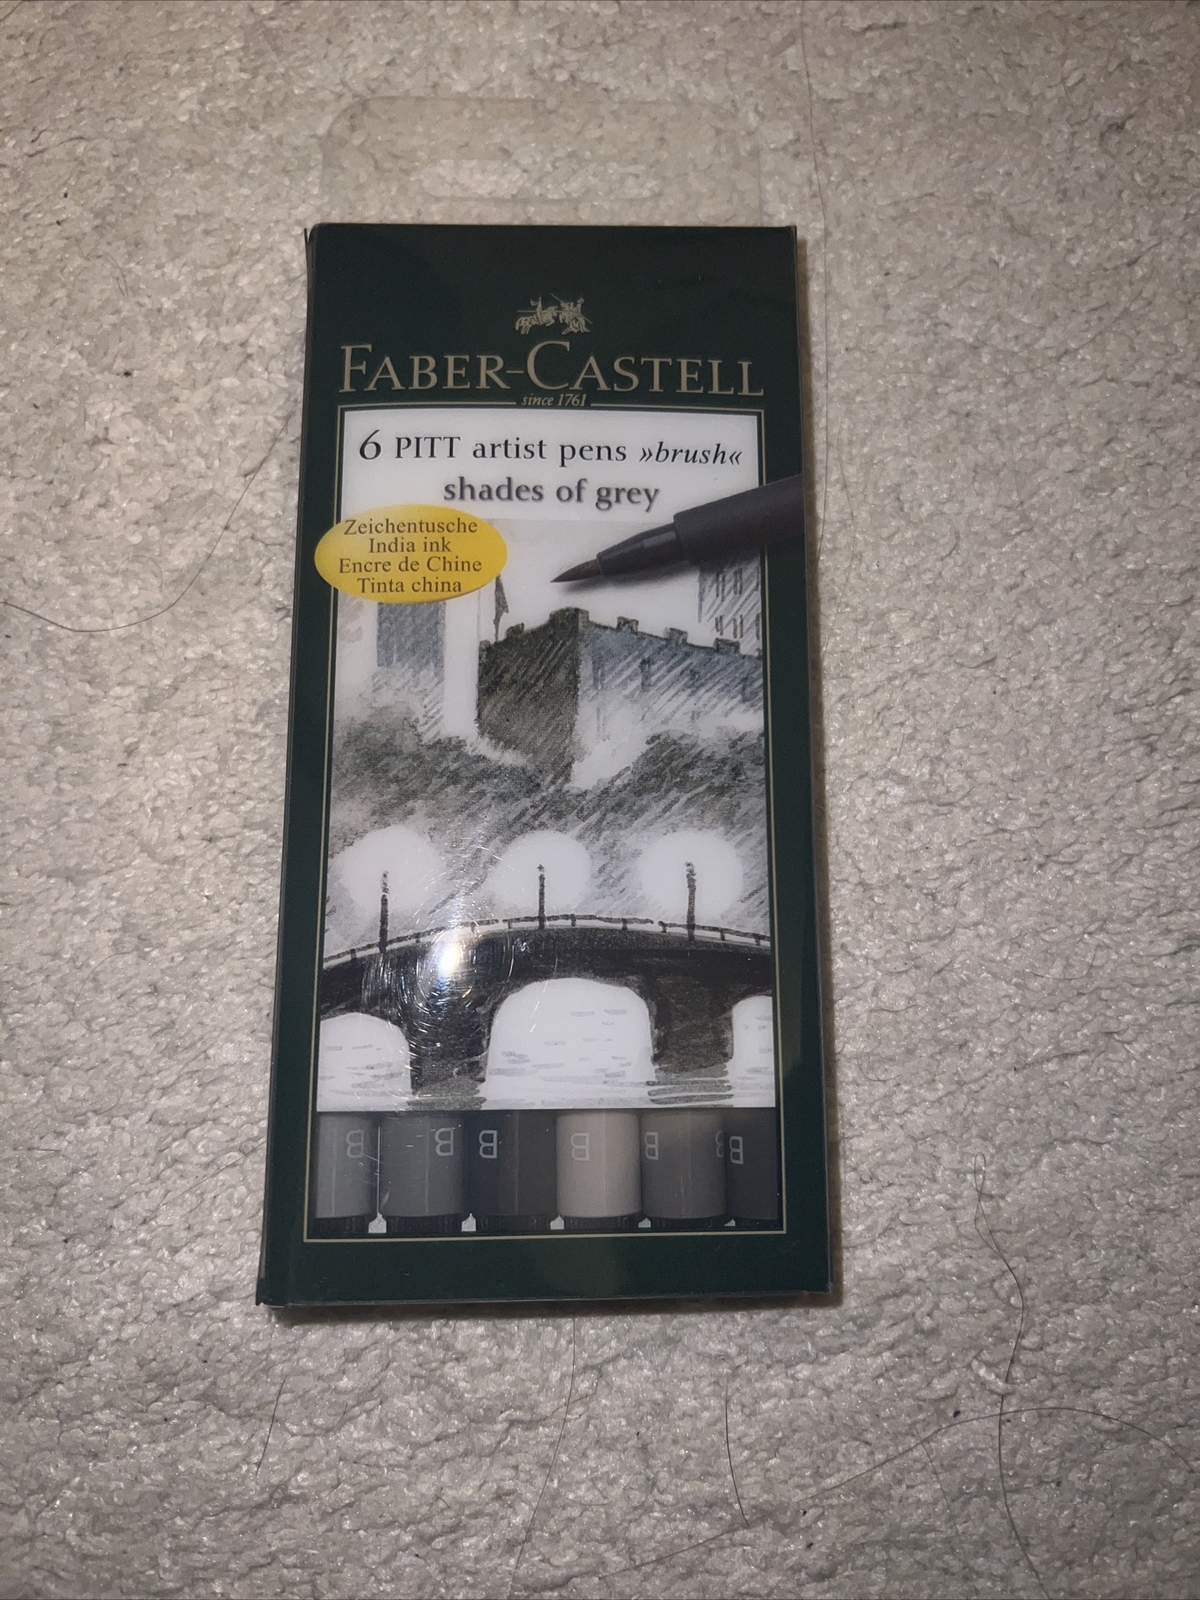 FABER-CASTELL
since 1761
6 PITT artist pens »brush«
shades of grey
Zeichentusche
India ink
Encre de Chine
Tinta china
B B B B B B B